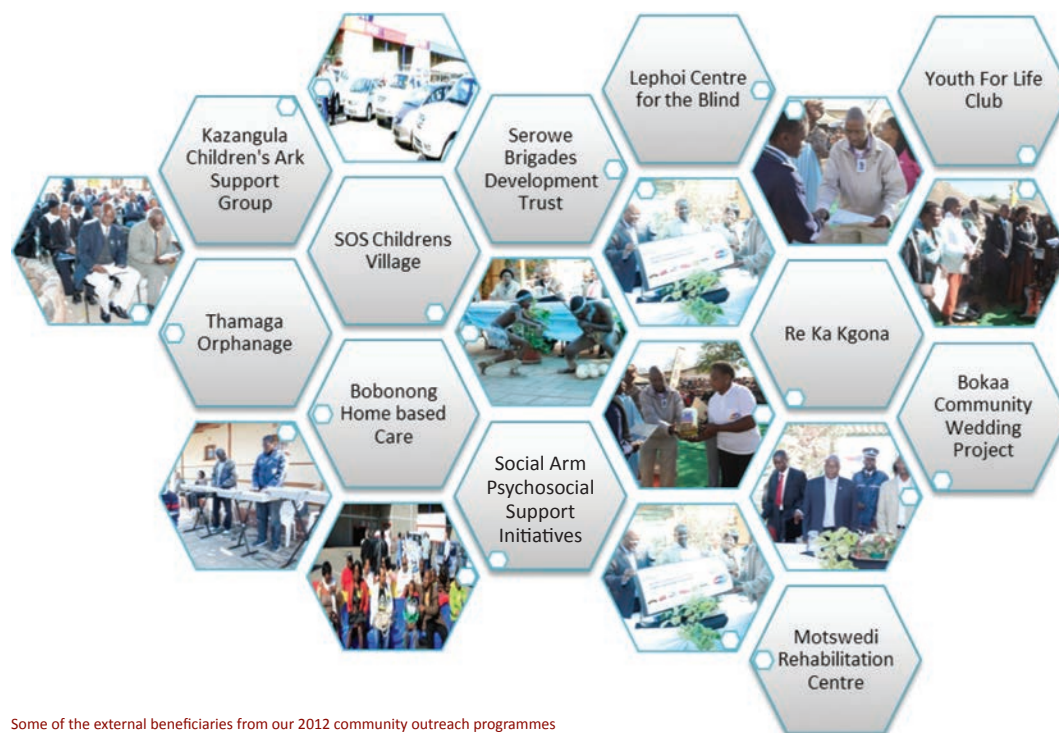 Lephoi Centre
for the Blind
Youth For Life
Club
Kazangula
Children's Ark
Support
Group
Serowe
Brigades
Development
Trust
SOS Childrens
Village
Thamaga
Orphanage
Re Ka Kgona
Bobonong
Home based
Care
Bokaa
Community
Wedding
Project
Social Arm
Psychosocial
Support
Initiatives
Motswedi
Rehabilitation
Centre
Some of the external beneficiaries from our 2012 community outreach programmes